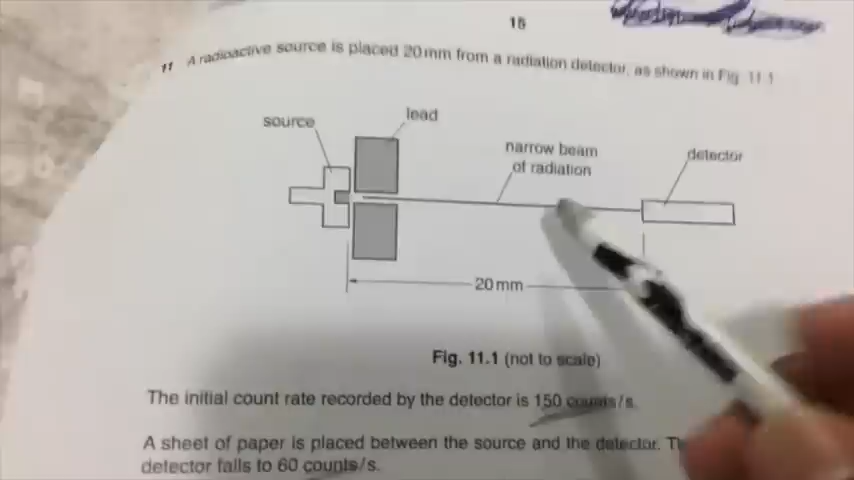 15
11 A radioactive source is placed 20 mm from a radiation detector, as shown in Fig. 11.1
source
lead
narrow beam
of radiation
detector
20 mm
Fig. 11.1 (not to scale)
The initial count rate recorded by the detector is 150 counts/s.
A sheet of paper is placed between the source and the detector.
detector falls to 60 counts/s.